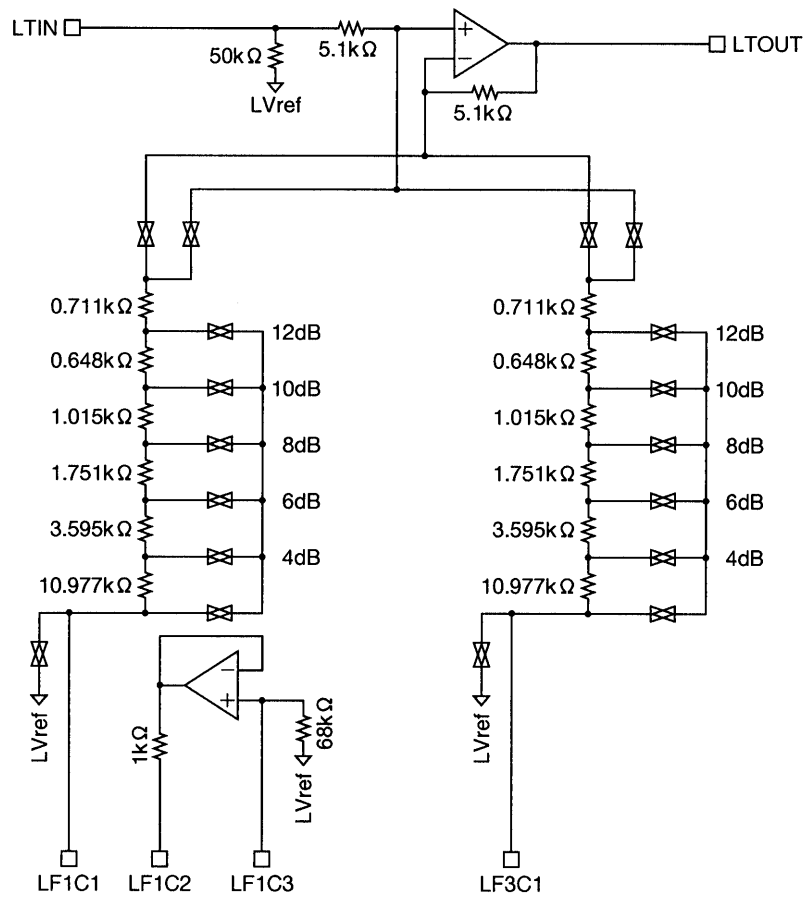 LTIN
50kΩ
5.1kΩ
LVref
+
−
LTOUT
5.1kΩ
0.711kΩ
12dB
0.648kΩ
10dB
1.015kΩ
8dB
1.751kΩ
6dB
3.595kΩ
4dB
10.977kΩ
0.711kΩ
12dB
0.648kΩ
10dB
1.015kΩ
8dB
1.751kΩ
6dB
3.595kΩ
4dB
10.977kΩ
LVref
1kΩ
−
+
68kΩ
LVref
LVref
LF1C1
LF1C2
LF1C3
LF3C1